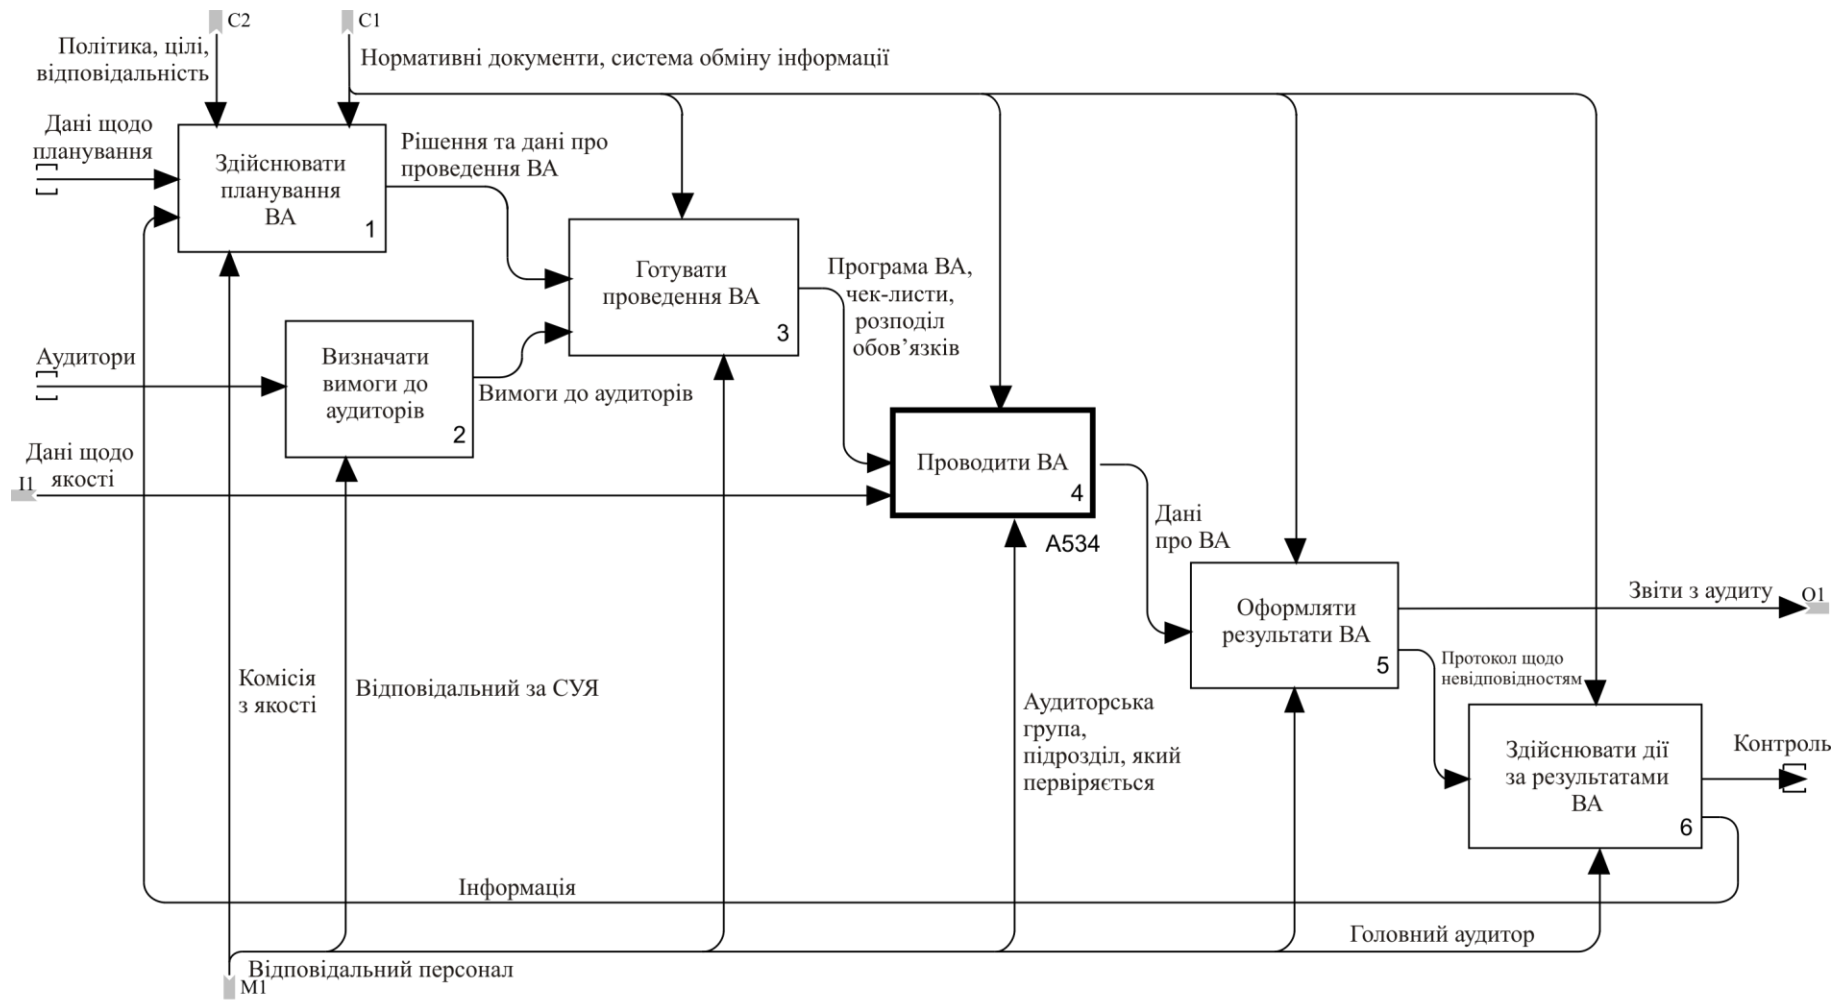 C2
C1
Політика, цілі,
відповідальність
Нормативні документи, система обміну інформації
Дані щодо
планування
Здійснювати
планування
ВА
1
Рішення та дані про
проведення ВА
Готувати
проведення ВА
3
Програма ВА,
чек-листи,
розподіл
обов’язків
Аудитори
Визначати
вимоги до
аудиторів
2
Вимоги до аудиторів
Дані щодо
якості
I1
Проводити ВА
4
A534
Дані
про ВА
Оформляти
результати ВА
5
Звіти з аудиту
O1
Протокол щодо
невідповідностям
Комісія
з якості
Відповідальний за СУЯ
Аудиторська
група,
підрозділ, який
первіряється
Здійснювати дії
за результатами
ВА
6
Контроль
Інформація
Головний аудитор
Відповідальний персонал
M1